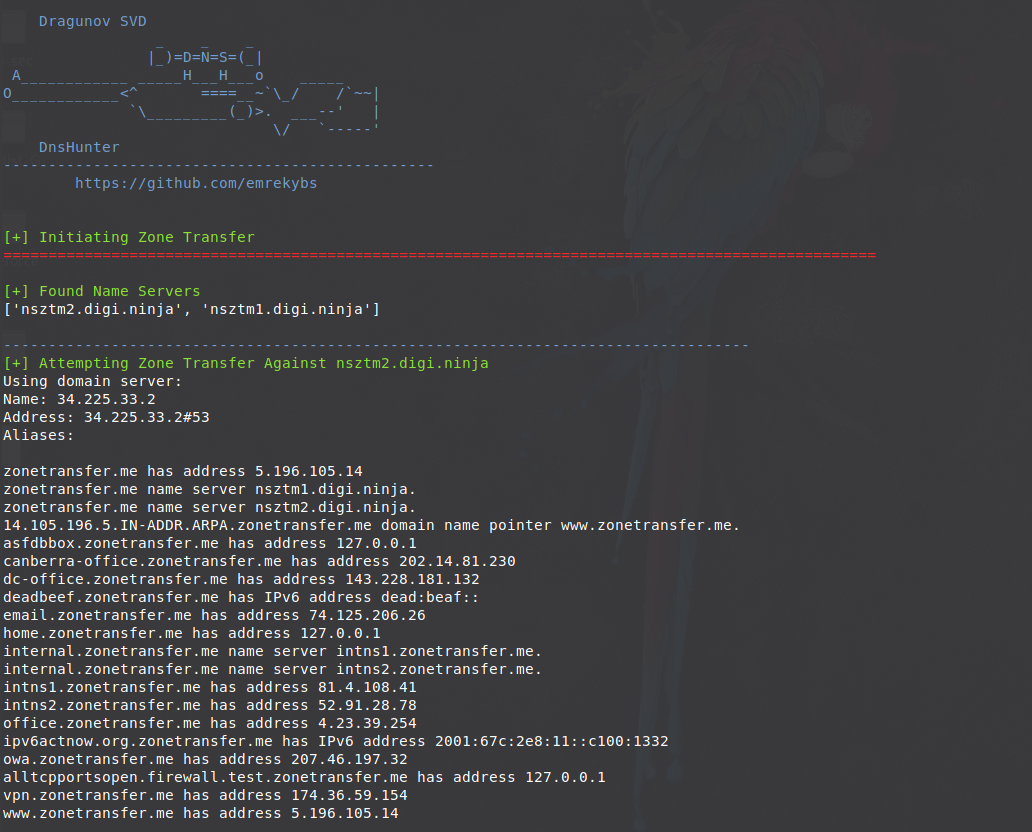 Dragunov SVD
                 _    _    _
                |_)=D=N=S=(_|
 A____________ _____H___H___o    _____
O____________<^       ====__~`\_/    /`~~|
              `\_________(_)>.  ___--'   |
                              \/   `-----'
DnsHunter
------------------------------------------------
https://github.com/emrekybs
[+] Initiating Zone Transfer
=================================================================================================
[+] Found Name Servers
['nsztm2.digi.ninja', 'nsztm1.digi.ninja']
-----------------------------------------------------------------------------------
[+] Attempting Zone Transfer Against nsztm2.digi.ninja
Using domain server:
Name: 34.225.33.2
Address: 34.225.33.2#53
Aliases:
zonetransfer.me has address 5.196.105.14
zonetransfer.me name server nsztm1.digi.ninja.
zonetransfer.me name server nsztm2.digi.ninja.
14.105.196.5.IN-ADDR.ARPA.zonetransfer.me domain name pointer www.zonetransfer.me.
asfdbbox.zonetransfer.me has address 127.0.0.1
canberra-office.zonetransfer.me has address 202.14.81.230
dc-office.zonetransfer.me has address 143.228.181.132
deadbeef.zonetransfer.me has IPv6 address dead:beaf::
email.zonetransfer.me has address 74.125.206.26
home.zonetransfer.me has address 127.0.0.1
internal.zonetransfer.me name server intns1.zonetransfer.me.
internal.zonetransfer.me name server intns2.zonetransfer.me.
intns1.zonetransfer.me has address 81.4.108.41
intns2.zonetransfer.me has address 52.91.28.78
office.zonetransfer.me has address 4.23.39.254
ipv6actnow.org.zonetransfer.me has IPv6 address 2001:67c:2e8:11::c100:1332
owa.zonetransfer.me has address 207.46.197.32
alltcpportsopen.firewall.test.zonetransfer.me has address 127.0.0.1
vpn.zonetransfer.me has address 174.36.59.154
www.zonetransfer.me has address 5.196.105.14